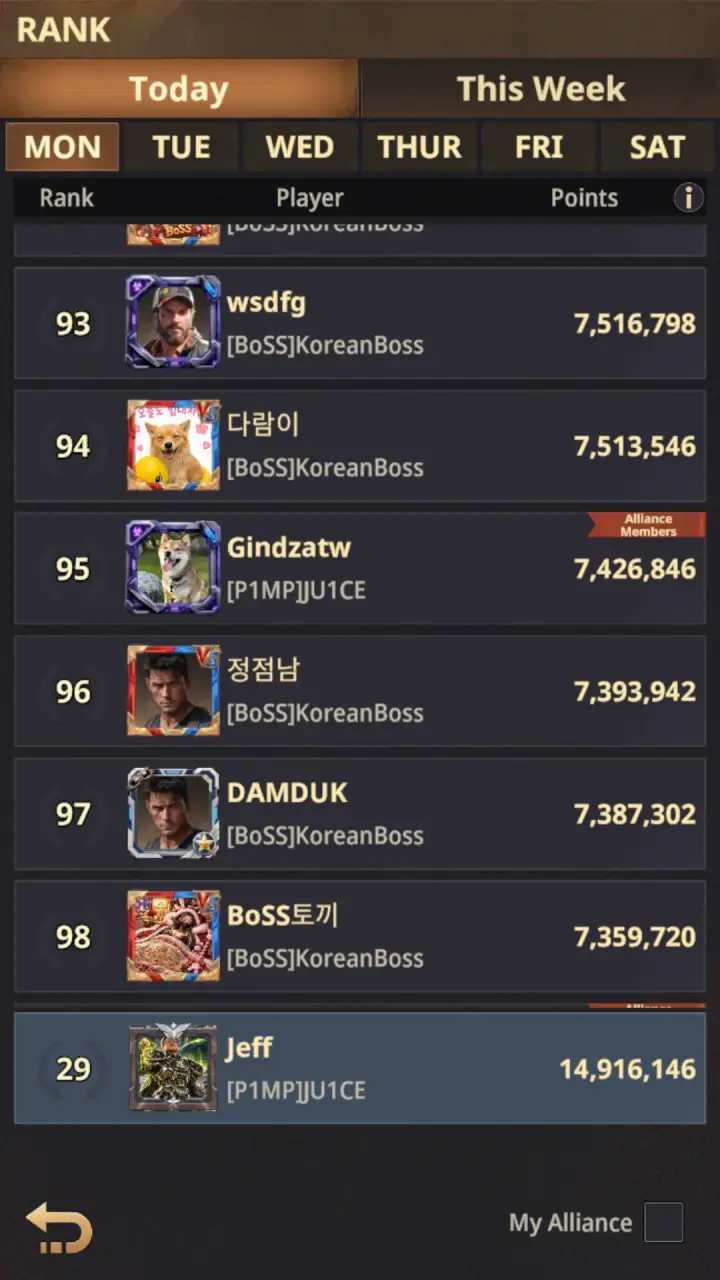 RANK
Today
This Week
MON
TUE
WED
THUR
FRI
SAT
Rank
Player
Points
[BoSS]KoreanBoss
93
wsdfg
[BoSS]KoreanBoss
7,516,798
94
다람이
[BoSS]KoreanBoss
7,513,546
Alliance
Members
95
Gindzatw
[P1MP]JU1CE
7,426,846
96
정점남
[BoSS]KoreanBoss
7,393,942
97
DAMDUK
[BoSS]KoreanBoss
7,387,302
98
BoSS토끼
[BoSS]KoreanBoss
7,359,720
29
Jeff
[P1MP]JU1CE
14,916,146
My Alliance